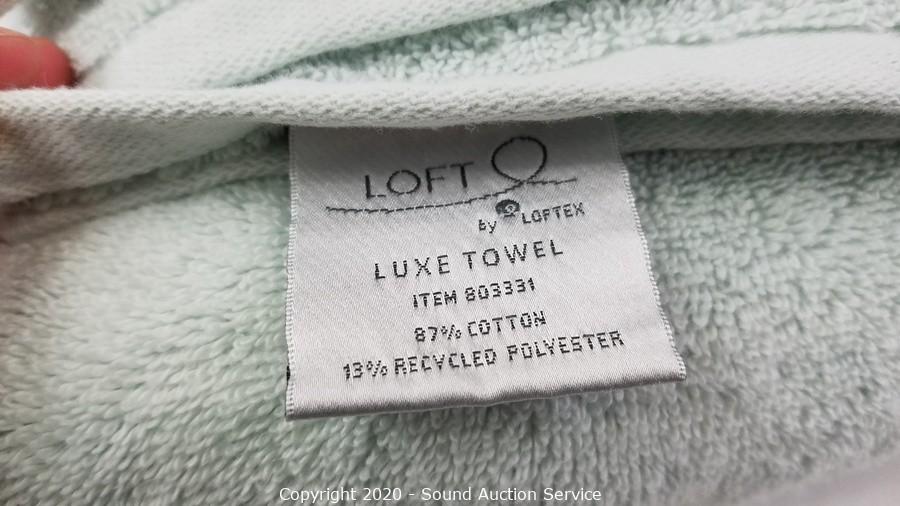 LOFT
by LOFTEX
LUXE TOWEL
ITEM 803331
87% COTTON
13% RECYCLED POLYESTER
Copyright 2020 - Sound Auction Service